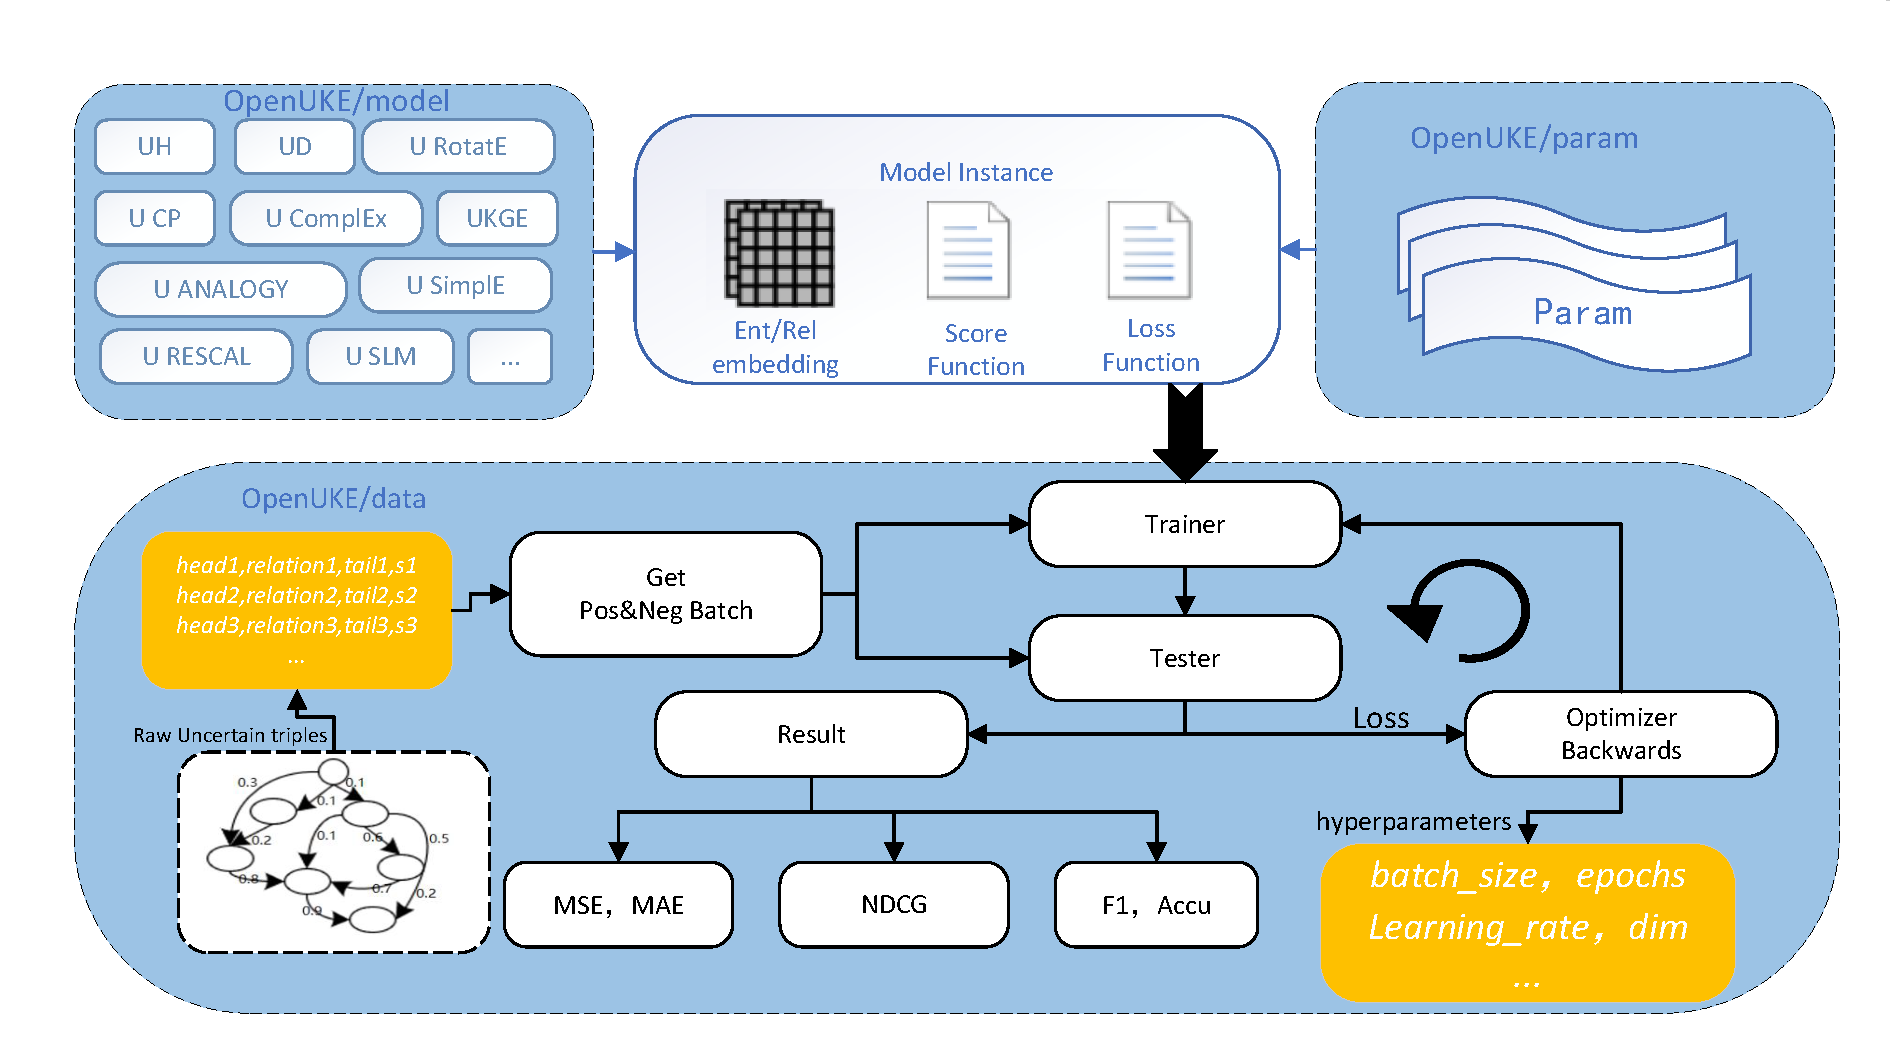 OpenUKE/model
UH
UD
U RotatE
U CP
U ComplEx
UKGE
U ANALOGY
U SimplE
U RESCAL
U SLM
...
Model Instance
Ent/Rel
embedding
Score
Function
Loss
Function
OpenUKE/param
Param
OpenUKE/data
head1,relation1,tail1,s1
head2,relation2,tail2,s2
head3,relation3,tail3,s3
...
Get
Pos&Neg Batch
Trainer
Tester
Raw Uncertain triples
Result
Loss
Optimizer
Backwards
0.3
0.1
0.1
0.2
0.1
0.6
0.5
0.8
0.7
0.2
0.9
hyperparameters
MSE，MAE
NDCG
F1，Accu
batch_size，epochs
Learning_rate，dim
...